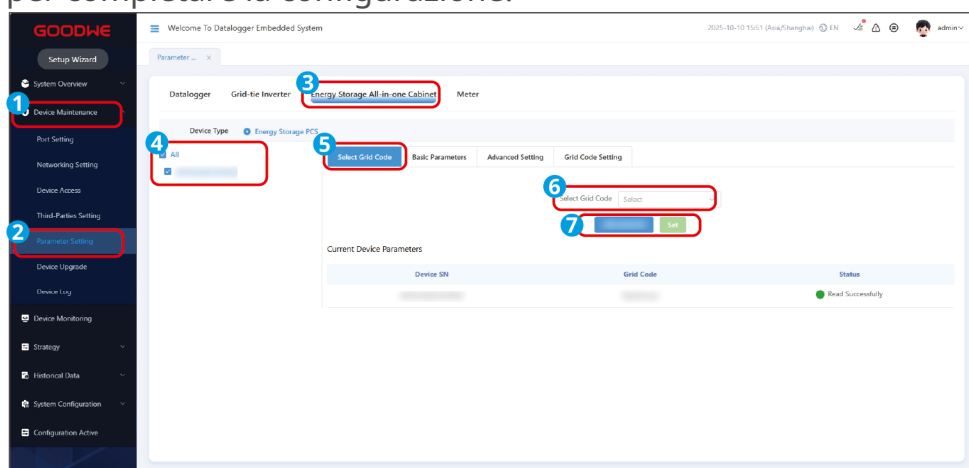 per completare la configurazione.
GOODWE
Welcome To Datalogger Embedded System
2025-10-10 15:51 (Asia/Shanghai) EN admin
Setup Wizard
Parameter ... ×
System Overview
3
1
Datalogger Grid-tie Inverter Energy Storage All-in-one Cabinet Meter
Device Maintenance
Device Type Energy Storage PCS
4
5
Port Setting
All
Select Grid Code Basic Parameters Advanced Setting Grid Code Setting
Networking Setting
6
Device Access
Select Grid Code Select
Third-Parties Setting
7
Set
2
Parameter Setting
Current Device Parameters
Device Upgrade
Device SN Grid Code Status
Device Log
Read Successfully
Device Monitoring
Strategy
Historical Data
System Configuration
Configuration Active